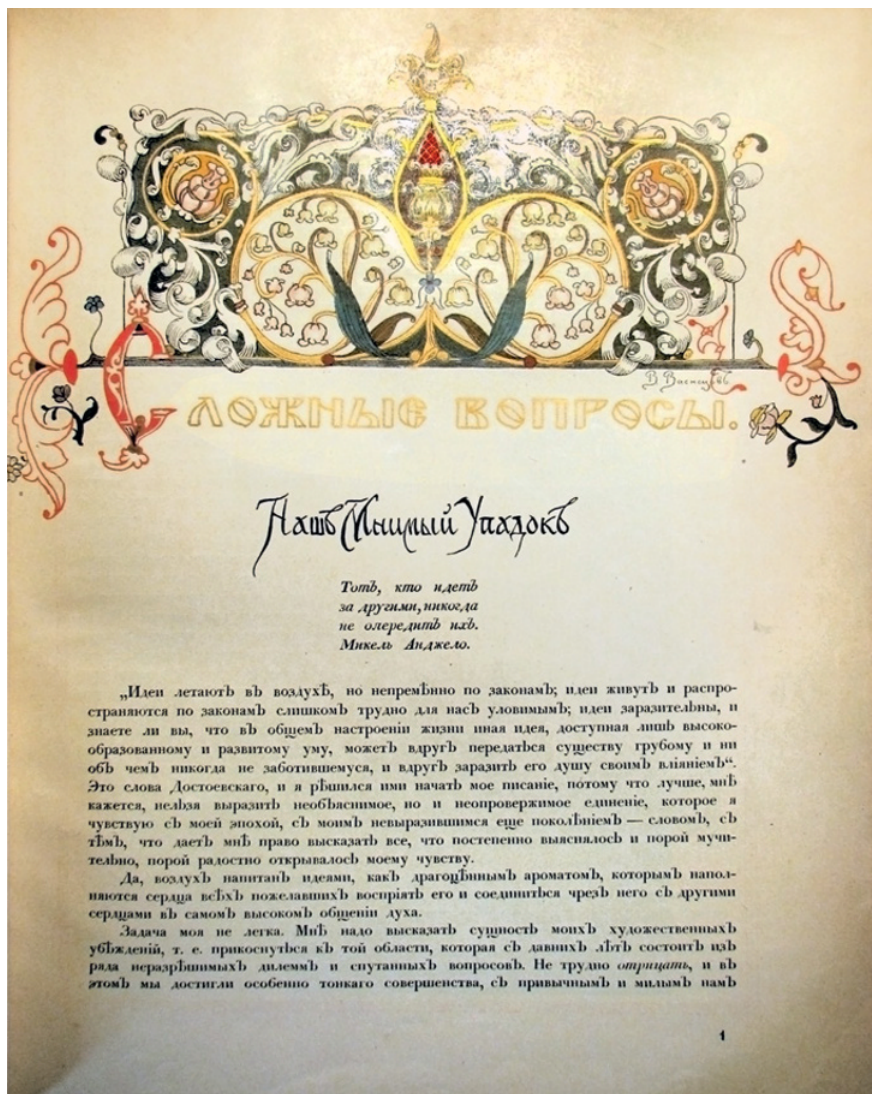 В. Васнецовъ
СЛОЖНЫЕ ВОПРОСЫ.
Нашъ Мнимый Упадокъ
Тотъ, кто идетъ
за другими, никогда
не опередитъ ихъ.
Микель Анджело.
„Идеи летаютъ въ воздухѣ, но непремѣнно по законамъ; идеи живутъ и распро-
страняются по законамъ слишкомъ трудно для насъ уловимымъ; идеи заразительны, и
знаете ли вы, что въ общемъ настроеніи жизни иная идея, доступная лишь высоко-
образованному и развитому уму, можетъ вдругъ передаться существу грубому и ни
объ чемъ никогда не заботившемуся, и вдругъ заразить его душу своимъ вліяніемъ“.
Это слова Достоевскаго, и я рѣшился ими начать мое писаніе, потому что лучше, мнѣ
кажется, нельзя выразить необъяснимое, но и неопровержимое единеніе, которое я
чувствую съ моей эпохой, съ моимъ невыразившимся еще поколѣніемъ — словомъ, съ
тѣмъ, что даетъ мнѣ право высказать все, что постепенно выяснялось и порой мучи-
тельно, порой радостно открывалось моему чувству.
Да, воздухъ напитанъ идеями, какъ драгоцѣннымъ ароматомъ, которымъ напол-
няются сердца всѣхъ пожелавшихъ воспріять его и соединиться чрезъ него съ другими
сердцами въ самомъ высокомъ общеніи духа.
Задача моя не легка. Мнѣ надо высказать сущность моихъ художественныхъ
убѣжденій, т. е. прикоснуться къ той области, которая съ давнихъ лѣтъ состоитъ изъ
ряда неразрѣшимыхъ дилеммъ и спутанныхъ вопросовъ. Не трудно отрицать, и въ
этомъ мы достигли особенно тонкаго совершенства, съ привычнымъ и милымъ намъ
1